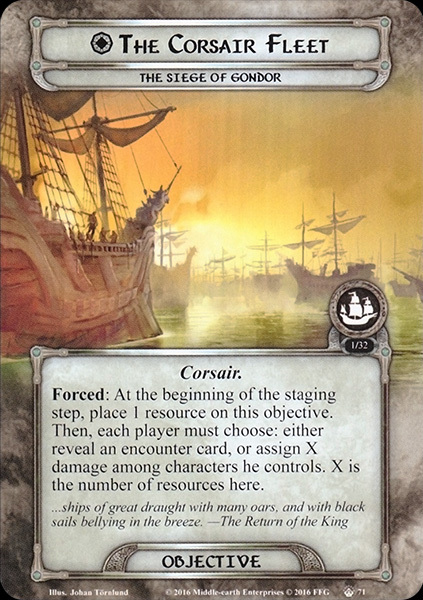 THE CORSAIR FLEET
THE SIEGE OF GONDOR
1/32
Corsair.
Forced: At the beginning of the staging
step, place 1 resource on this objective.
Then, each player must choose: either
reveal an encounter card, or assign X
damage among characters he controls. X is
the number of resources here.
...ships of great draught with many oars, and with black
sails bellying in the breeze. —The Return of the King
OBJECTIVE
Illus. Johan Törnlund © 2016 Middle-earth Enterprises © 2016 FFG 71